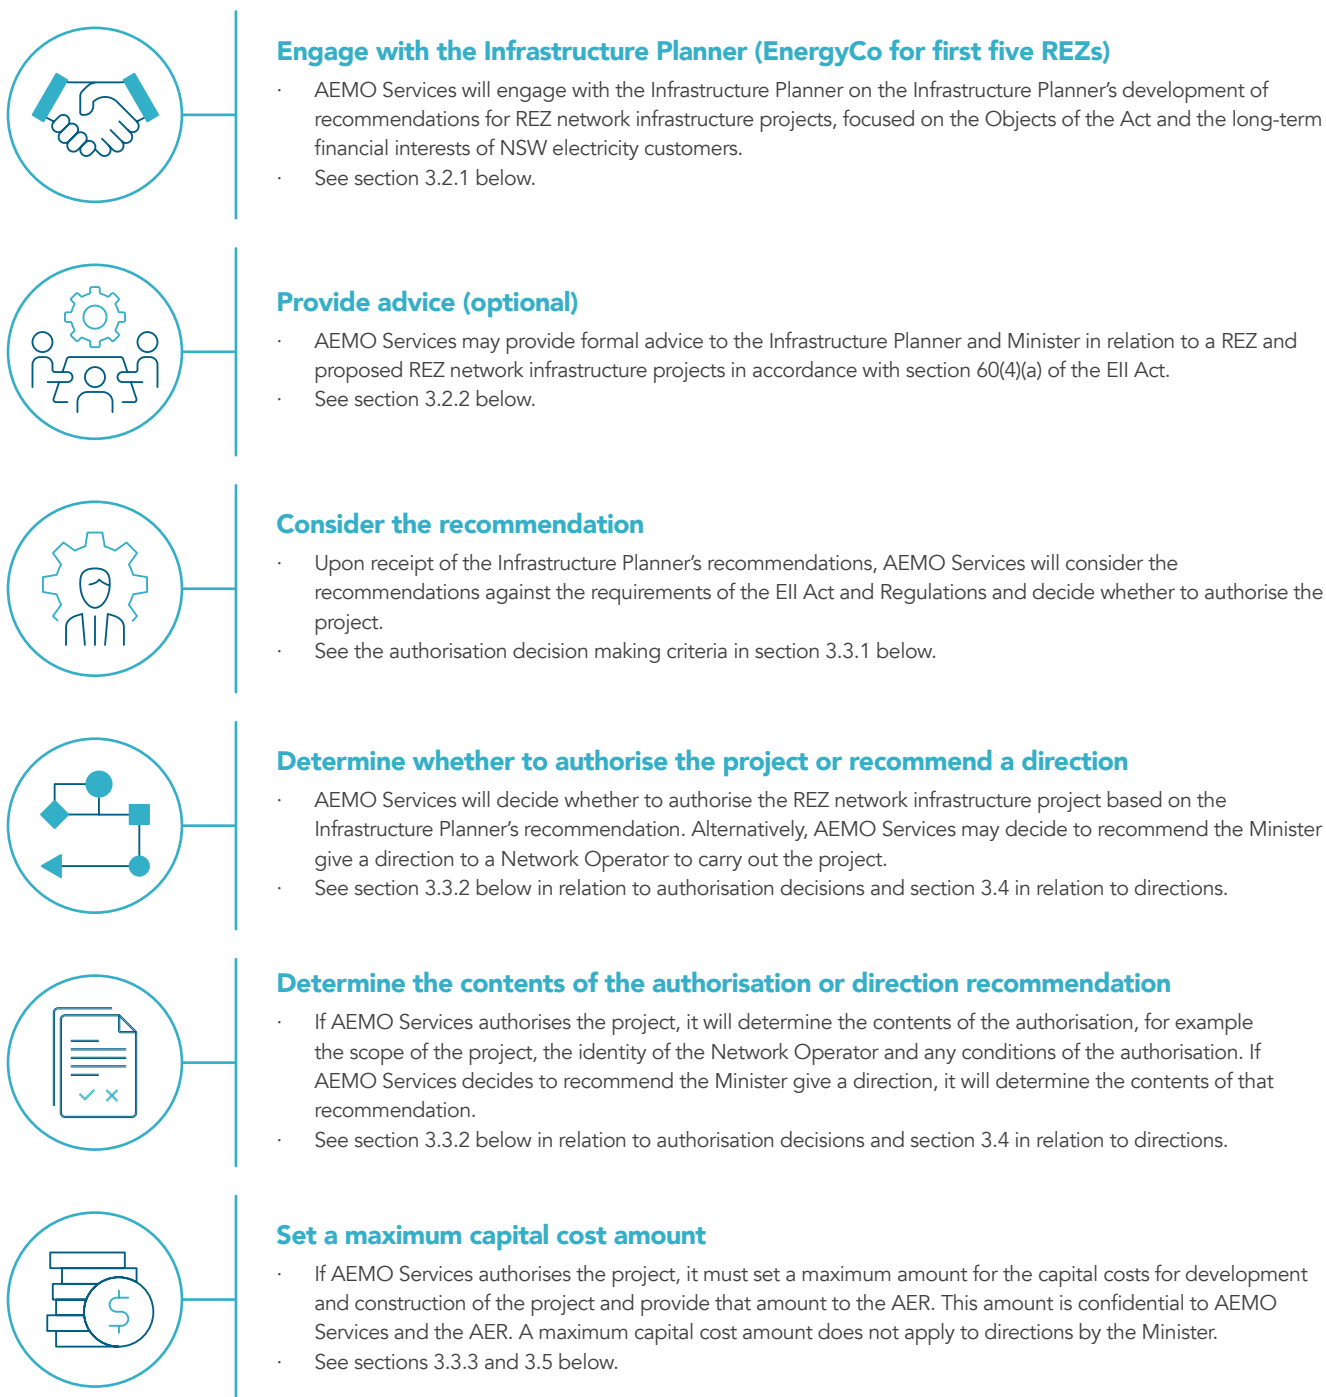 Engage with the Infrastructure Planner (EnergyCo for first five REZs)
· AEMO Services will engage with the Infrastructure Planner on the Infrastructure Planner’s development of
recommendations for REZ network infrastructure projects, focused on the Objects of the Act and the long-term
financial interests of NSW electricity customers.
· See section 3.2.1 below.
Provide advice (optional)
· AEMO Services may provide formal advice to the Infrastructure Planner and Minister in relation to a REZ and
proposed REZ network infrastructure projects in accordance with section 60(4)(a) of the EII Act.
· See section 3.2.2 below.
Consider the recommendation
· Upon receipt of the Infrastructure Planner’s recommendations, AEMO Services will consider the
recommendations against the requirements of the EII Act and Regulations and decide whether to authorise the
project.
· See the authorisation decision making criteria in section 3.3.1 below.
Determine whether to authorise the project or recommend a direction
· AEMO Services will decide whether to authorise the REZ network infrastructure project based on the
Infrastructure Planner’s recommendation. Alternatively, AEMO Services may decide to recommend the Minister
give a direction to a Network Operator to carry out the project.
· See section 3.3.2 below in relation to authorisation decisions and section 3.4 in relation to directions.
Determine the contents of the authorisation or direction recommendation
· If AEMO Services authorises the project, it will determine the contents of the authorisation, for example
the scope of the project, the identity of the Network Operator and any conditions of the authorisation. If
AEMO Services decides to recommend the Minister give a direction, it will determine the contents of that
recommendation.
· See section 3.3.2 below in relation to authorisation decisions and section 3.4 in relation to directions.
$
Set a maximum capital cost amount
· If AEMO Services authorises the project, it must set a maximum amount for the capital costs for development
and construction of the project and provide that amount to the AER. This amount is confidential to AEMO
Services and the AER. A maximum capital cost amount does not apply to directions by the Minister.
· See sections 3.3.3 and 3.5 below.